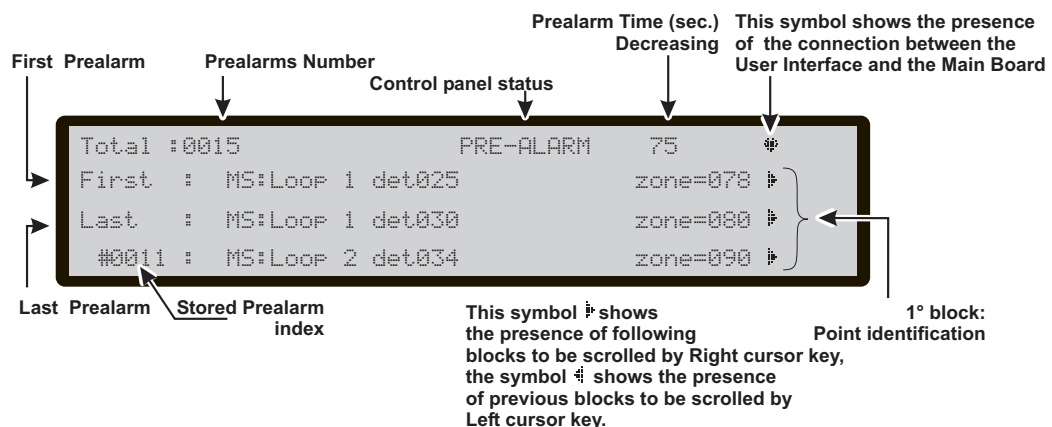 Prealarm Time (sec.)
Decreasing
This symbol shows the presence
of the connection between the
User Interface and the Main Board
First Prealarm
Prealarms Number
Control panel status
Total :0015 PRE-ALARM 75
First : MS:Loop 1 det025 zone=078
Last : MS:Loop 1 det030 zone=080
#0011 : MS:Loop 2 det034 zone=090
Last Prealarm
Stored Prealarm
index
This symbol shows
the presence of following
blocks to be scrolled by Right cursor key,
the symbol shows the presence
of previous blocks to be scrolled by
Left cursor key.
1° block:
Point identification